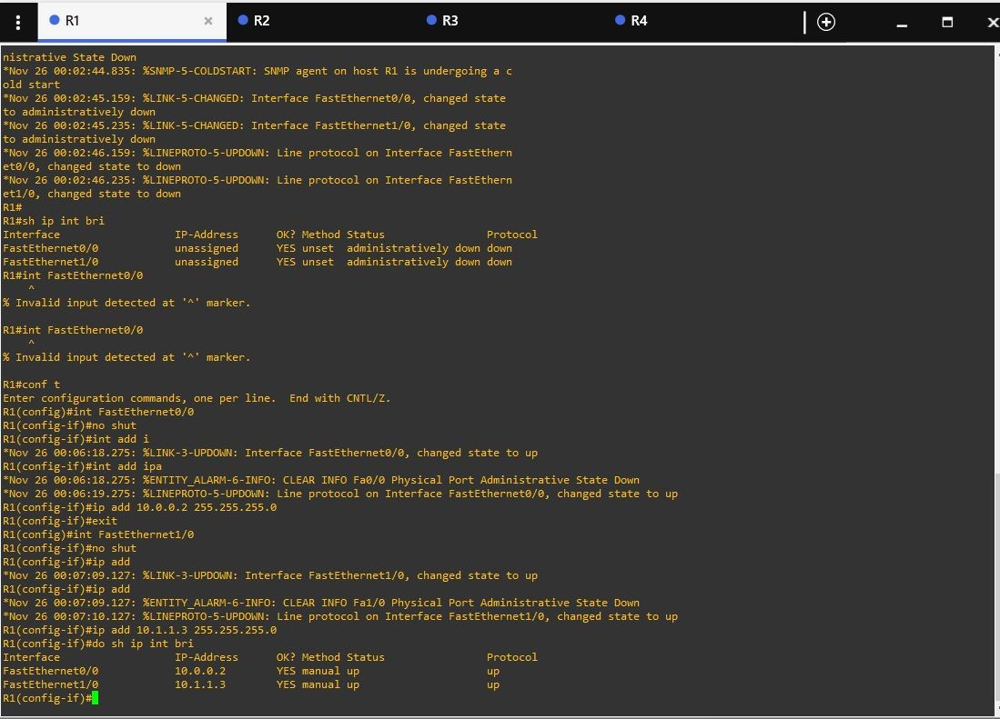 R1
R2
R3
R4
nistrative State Down
*Nov 26 00:02:44.835: %SNMP-5-COLDSTART: SNMP agent on host R1 is undergoing a c
old start
*Nov 26 00:02:45.159: %LINK-5-CHANGED: Interface FastEthernet0/0, changed state
to administratively down
*Nov 26 00:02:45.235: %LINK-5-CHANGED: Interface FastEthernet1/0, changed state
to administratively down
*Nov 26 00:02:46.159: %LINEPROTO-5-UPDOWN: Line protocol on Interface FastEthern
et0/0, changed state to down
*Nov 26 00:02:46.235: %LINEPROTO-5-UPDOWN: Line protocol on Interface FastEthern
et1/0, changed state to down
R1#
R1#sh ip int bri
Interface                  IP-Address      OK? Method Status                Protocol
FastEthernet0/0            unassigned      YES unset  administratively down down
FastEthernet1/0            unassigned      YES unset  administratively down down
R1#int FastEthernet0/0
    ^
% Invalid input detected at '^' marker.
R1#int FastEthernet0/0
    ^
% Invalid input detected at '^' marker.
R1#conf t
Enter configuration commands, one per line.  End with CNTL/Z.
R1(config)#int FastEthernet0/0
R1(config-if)#no shut
R1(config-if)#int add i
*Nov 26 00:06:18.275: %LINK-3-UPDOWN: Interface FastEthernet0/0, changed state to up
R1(config-if)#int add ipa
*Nov 26 00:06:18.275: %ENTITY_ALARM-6-INFO: CLEAR INFO Fa0/0 Physical Port Administrative State Down
*Nov 26 00:06:19.275: %LINEPROTO-5-UPDOWN: Line protocol on Interface FastEthernet0/0, changed state to up
R1(config-if)#ip add 10.0.0.2 255.255.255.0
R1(config-if)#exit
R1(config)#int FastEthernet1/0
R1(config-if)#no shut
R1(config-if)#ip add
*Nov 26 00:07:09.127: %LINK-3-UPDOWN: Interface FastEthernet1/0, changed state to up
R1(config-if)#ip add
*Nov 26 00:07:09.127: %ENTITY_ALARM-6-INFO: CLEAR INFO Fa1/0 Physical Port Administrative State Down
*Nov 26 00:07:10.127: %LINEPROTO-5-UPDOWN: Line protocol on Interface FastEthernet1/0, changed state to up
R1(config-if)#ip add 10.1.1.3 255.255.255.0
R1(config-if)#do sh ip int bri
Interface                  IP-Address      OK? Method Status                Protocol
FastEthernet0/0            10.0.0.2        YES manual up                    up
FastEthernet1/0            10.1.1.3        YES manual up                    up
R1(config-if)#